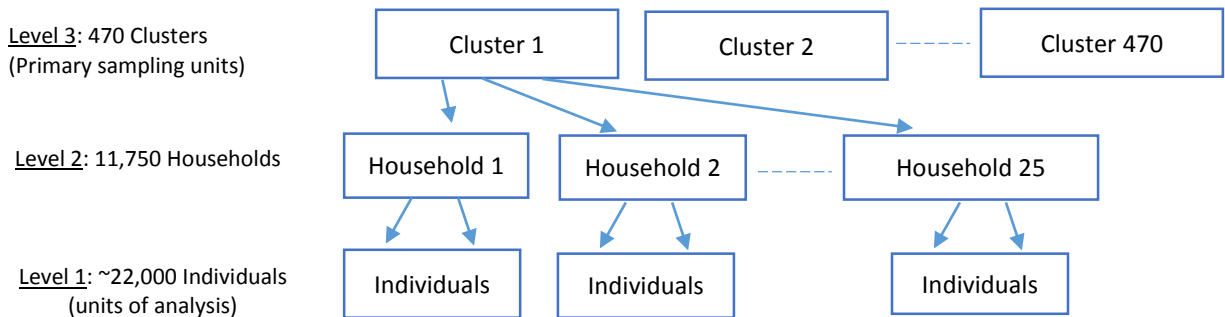 Level 3: 470 Clusters
(Primary sampling units)
Cluster 1
Cluster 2
Cluster 470
Level 2: 11,750 Households
Household 1
Household 2
Household 25
Level 1: ~22,000 Individuals
(units of analysis)
Individuals
Individuals
Individuals